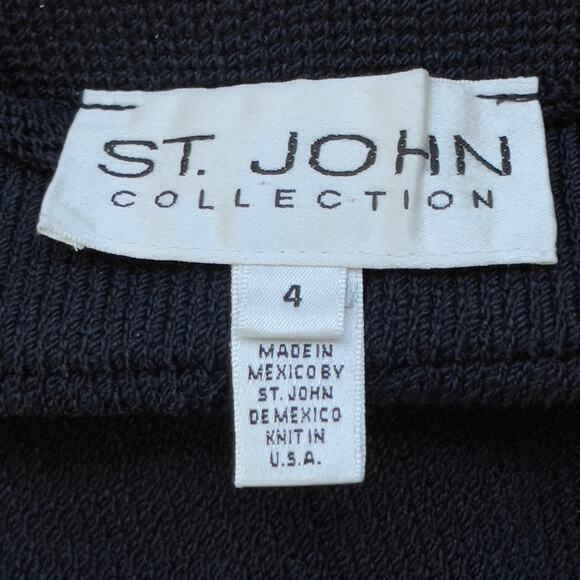 ST. JOHN
COLLECTION
4
MADE IN
MEXICO BY
ST. JOHN
DE MEXICO
KNIT IN
U.S.A.